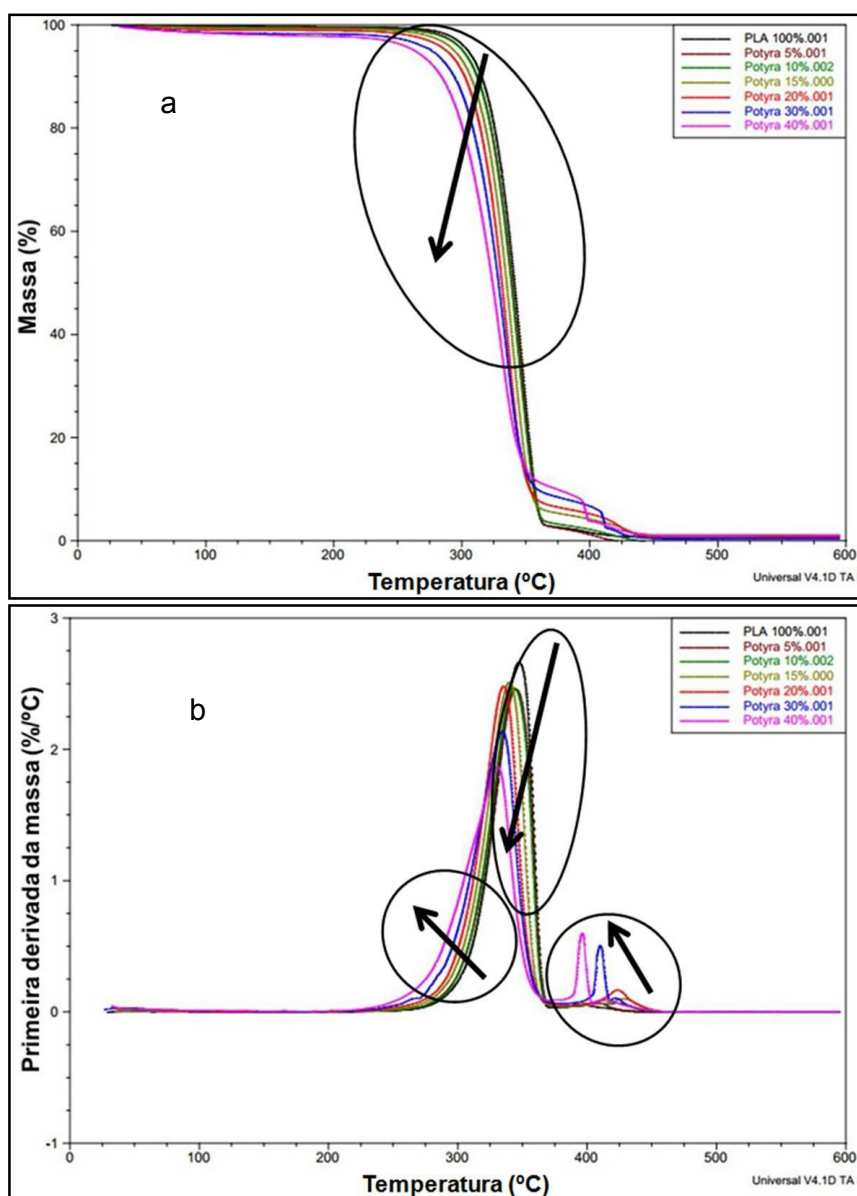 100
80
60
40
20
0
Massa (%)
a
PLA 100%.001
Potyra 5%.001
Potyra 10%.002
Potyra 15%.000
Potyra 20%.001
Potyra 30%.001
Potyra 40%.001
0 100 200 300 400 500 600
Temperatura (ºC)
Universal V4.1D TA
3
2
1
0
-1
Primeira derivada da massa (%/ºC)
b
PLA 100%.001
Potyra 5%.001
Potyra 10%.002
Potyra 15%.000
Potyra 20%.001
Potyra 30%.001
Potyra 40%.001
0 100 200 300 400 500 600
Temperatura (ºC)
Universal V4.1D TA